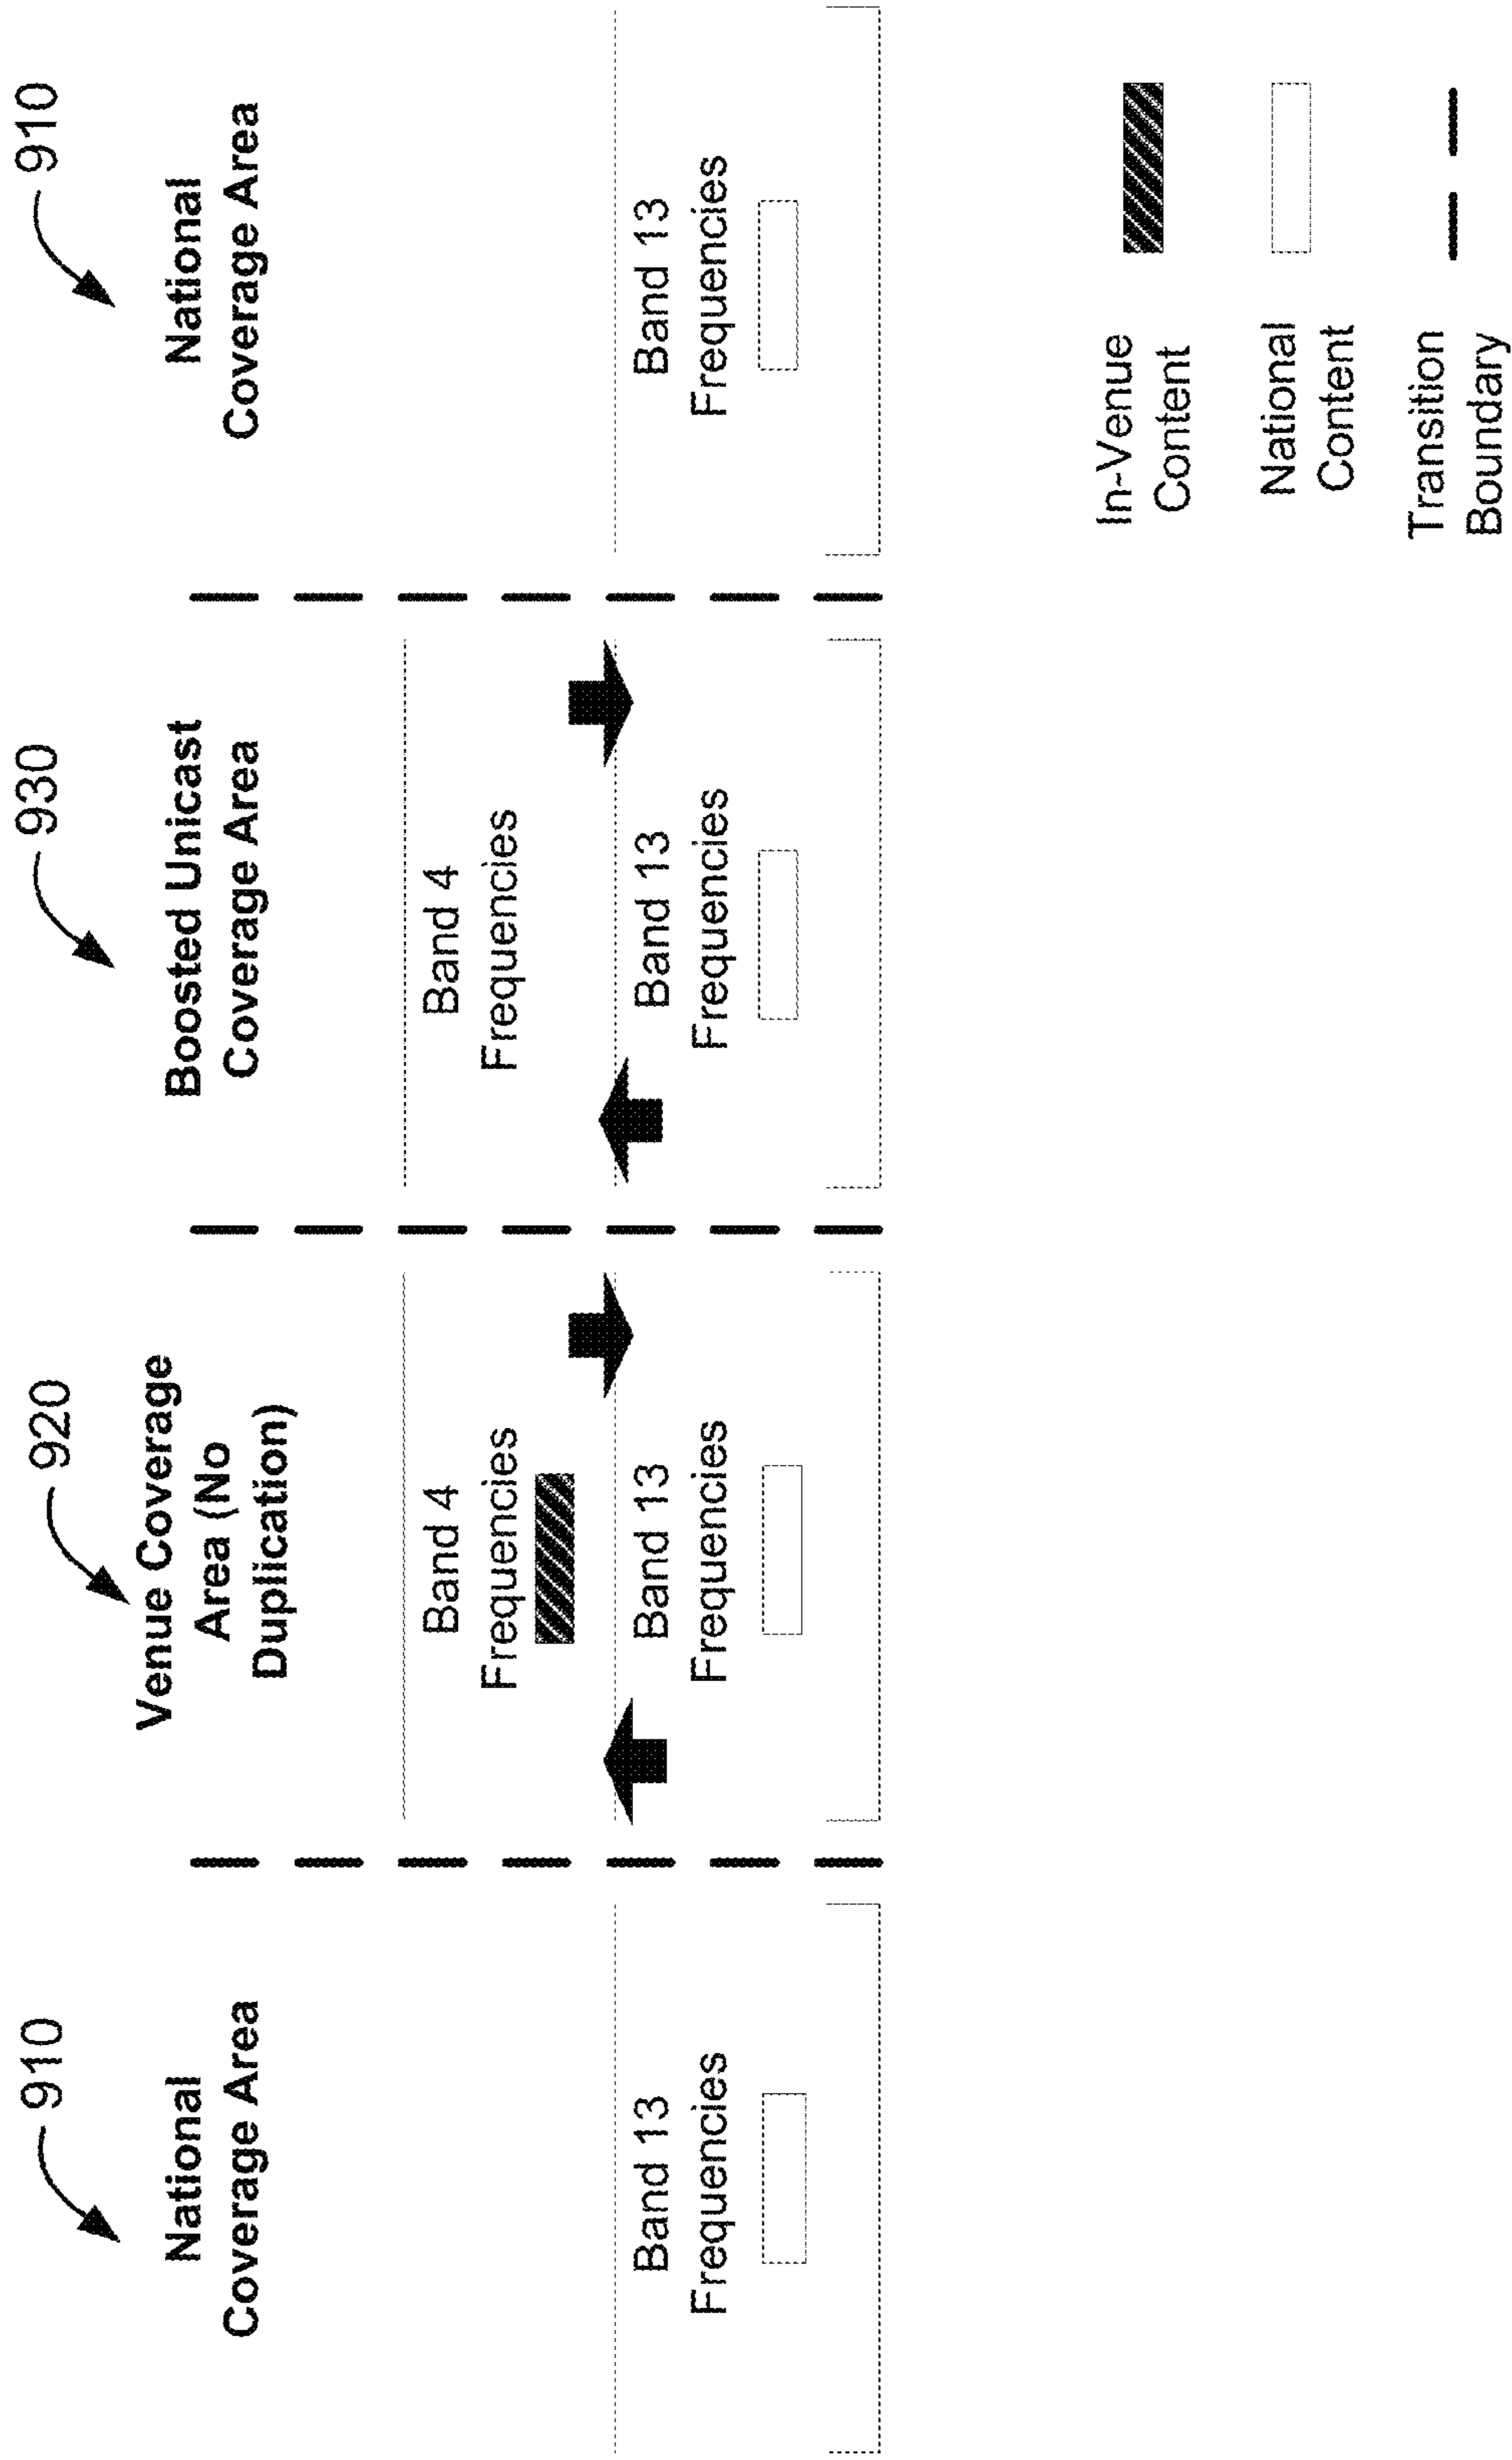 910
National
Coverage Area
Band 13
Frequencies
920
Venue Coverage
Area (No
Duplication)
Band 4
Frequencies
Band 13
Frequencies
930
Boosted Unicast
Coverage Area
Band 4
Frequencies
Band 13
Frequencies
910
National
Coverage Area
Band 13
Frequencies
In-Venue
Content
National
Content
Transition
Boundary